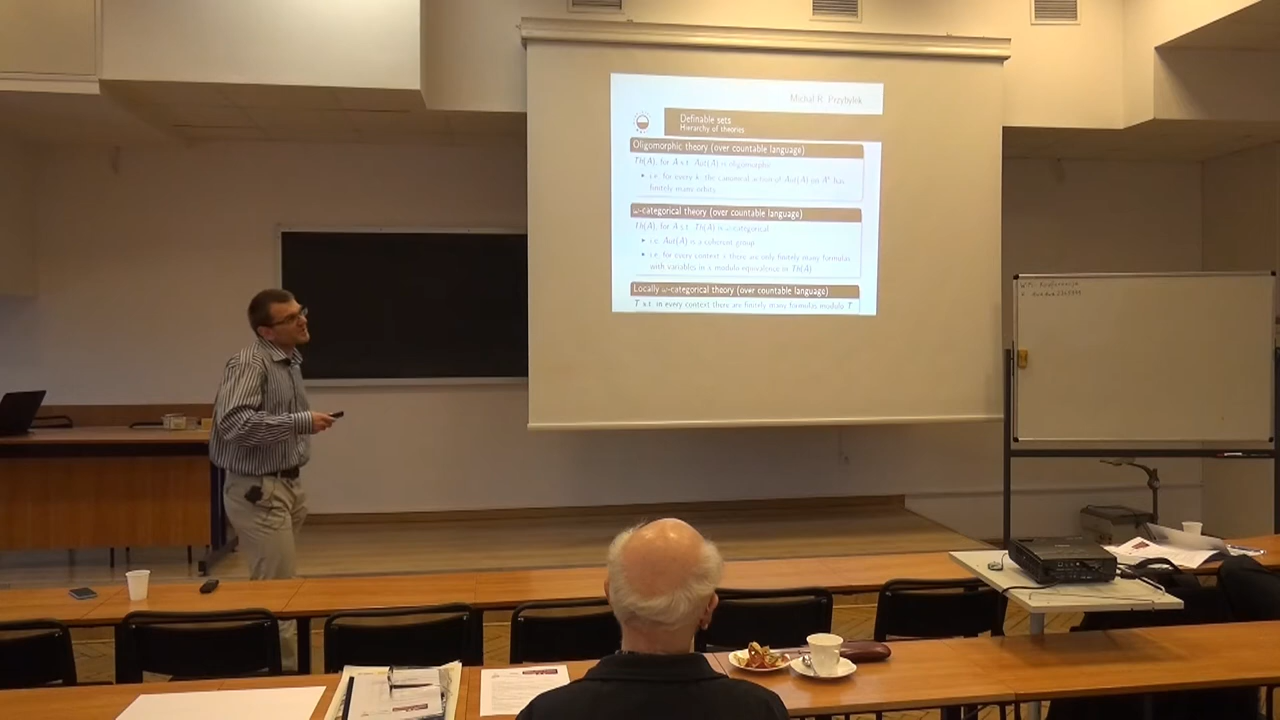 Michał R. Przybyłek
Definable sets
Hierarchy of theories
Oligomorphic theory (over countable language)
Th(A), for A s.t. Aut(A) is oligomorphic
i.e. for every k, the canonical action of Aut(A) on Aᵏ has
finitely many orbits
ω-categorical theory (over countable language)
Th(A), for A s.t. Th(A) is ω-categorical
i.e. Aut(A) is a coherent group
i.e. for every context s there are only finitely many formulas
with variables in s modulo equivalence in Th(A)
Locally ω-categorical theory (over countable language)
T s.t. in every context there are finitely many formulas modulo T